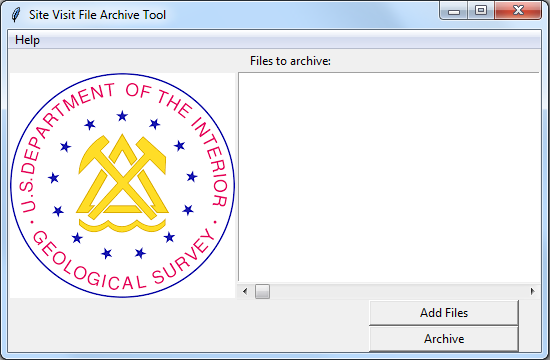 Site Visit File Archive Tool
Help
Files to archive:
U.S. DEPARTMENT OF THE INTERIOR
· GEOLOGICAL SURVEY ·
Add Files
Archive